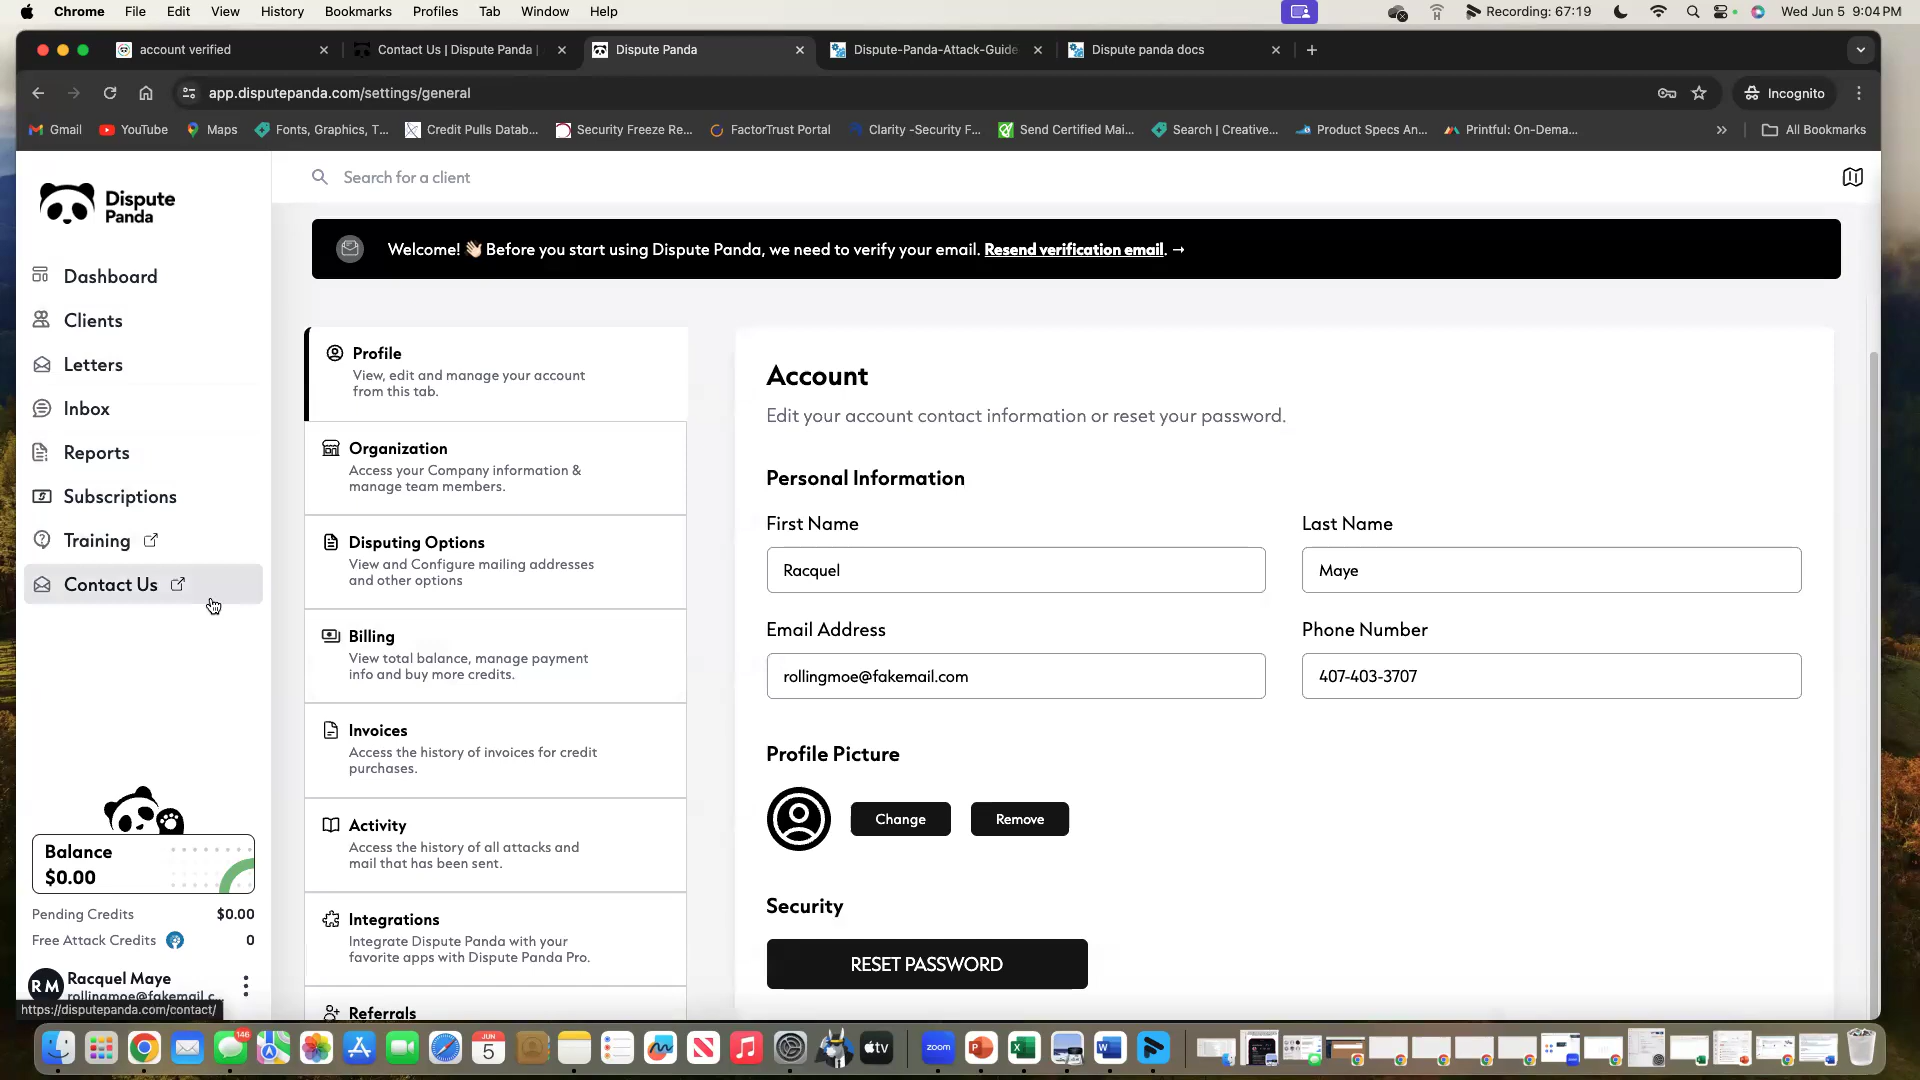 Chrome File Edit View History Bookmarks Profiles Tab Window Help
Recording: 67:19
Wed Jun 5 9:04 PM
account verified
Contact Us | Dispute Panda |
Dispute Panda
Dispute-Panda-Attack-Guide
Dispute panda docs
app.disputepanda.com/settings/general
Incognito
Gmail
YouTube
Maps
Fonts, Graphics, T...
Credit Pulls Datab...
Security Freeze Re...
FactorTrust Portal
Clarity -Security F...
Send Certified Mai...
Search | Creative...
Product Specs An...
Printful: On-Dema...
All Bookmarks
Dispute
Panda
Search for a client
Welcome! 👋🏻 Before you start using Dispute Panda, we need to verify your email. Resend verification email. →
Dashboard
Clients
Letters
Inbox
Reports
Subscriptions
Training
Contact Us
Balance
$0.00
Pending Credits $0.00
Free Attack Credits 0
RM
Racquel Maye
rollingmoe@fakemail.c...
https://disputepanda.com/contact/
Profile
View, edit and manage your account
from this tab.
Organization
Access your Company information &
manage team members.
Disputing Options
View and Configure mailing addresses
and other options
Billing
View total balance, manage payment
info and buy more credits.
Invoices
Access the history of invoices for credit
purchases.
Activity
Access the history of all attacks and
mail that has been sent.
Integrations
Integrate Dispute Panda with your
favorite apps with Dispute Panda Pro.
Referrals
Account
Edit your account contact information or reset your password.
Personal Information
First Name
Last Name
Racquel
Maye
Email Address
Phone Number
rollingmoe@fakemail.com
407-403-3707
Profile Picture
Change
Remove
Security
RESET PASSWORD
146
JUN
5
tv
zoom